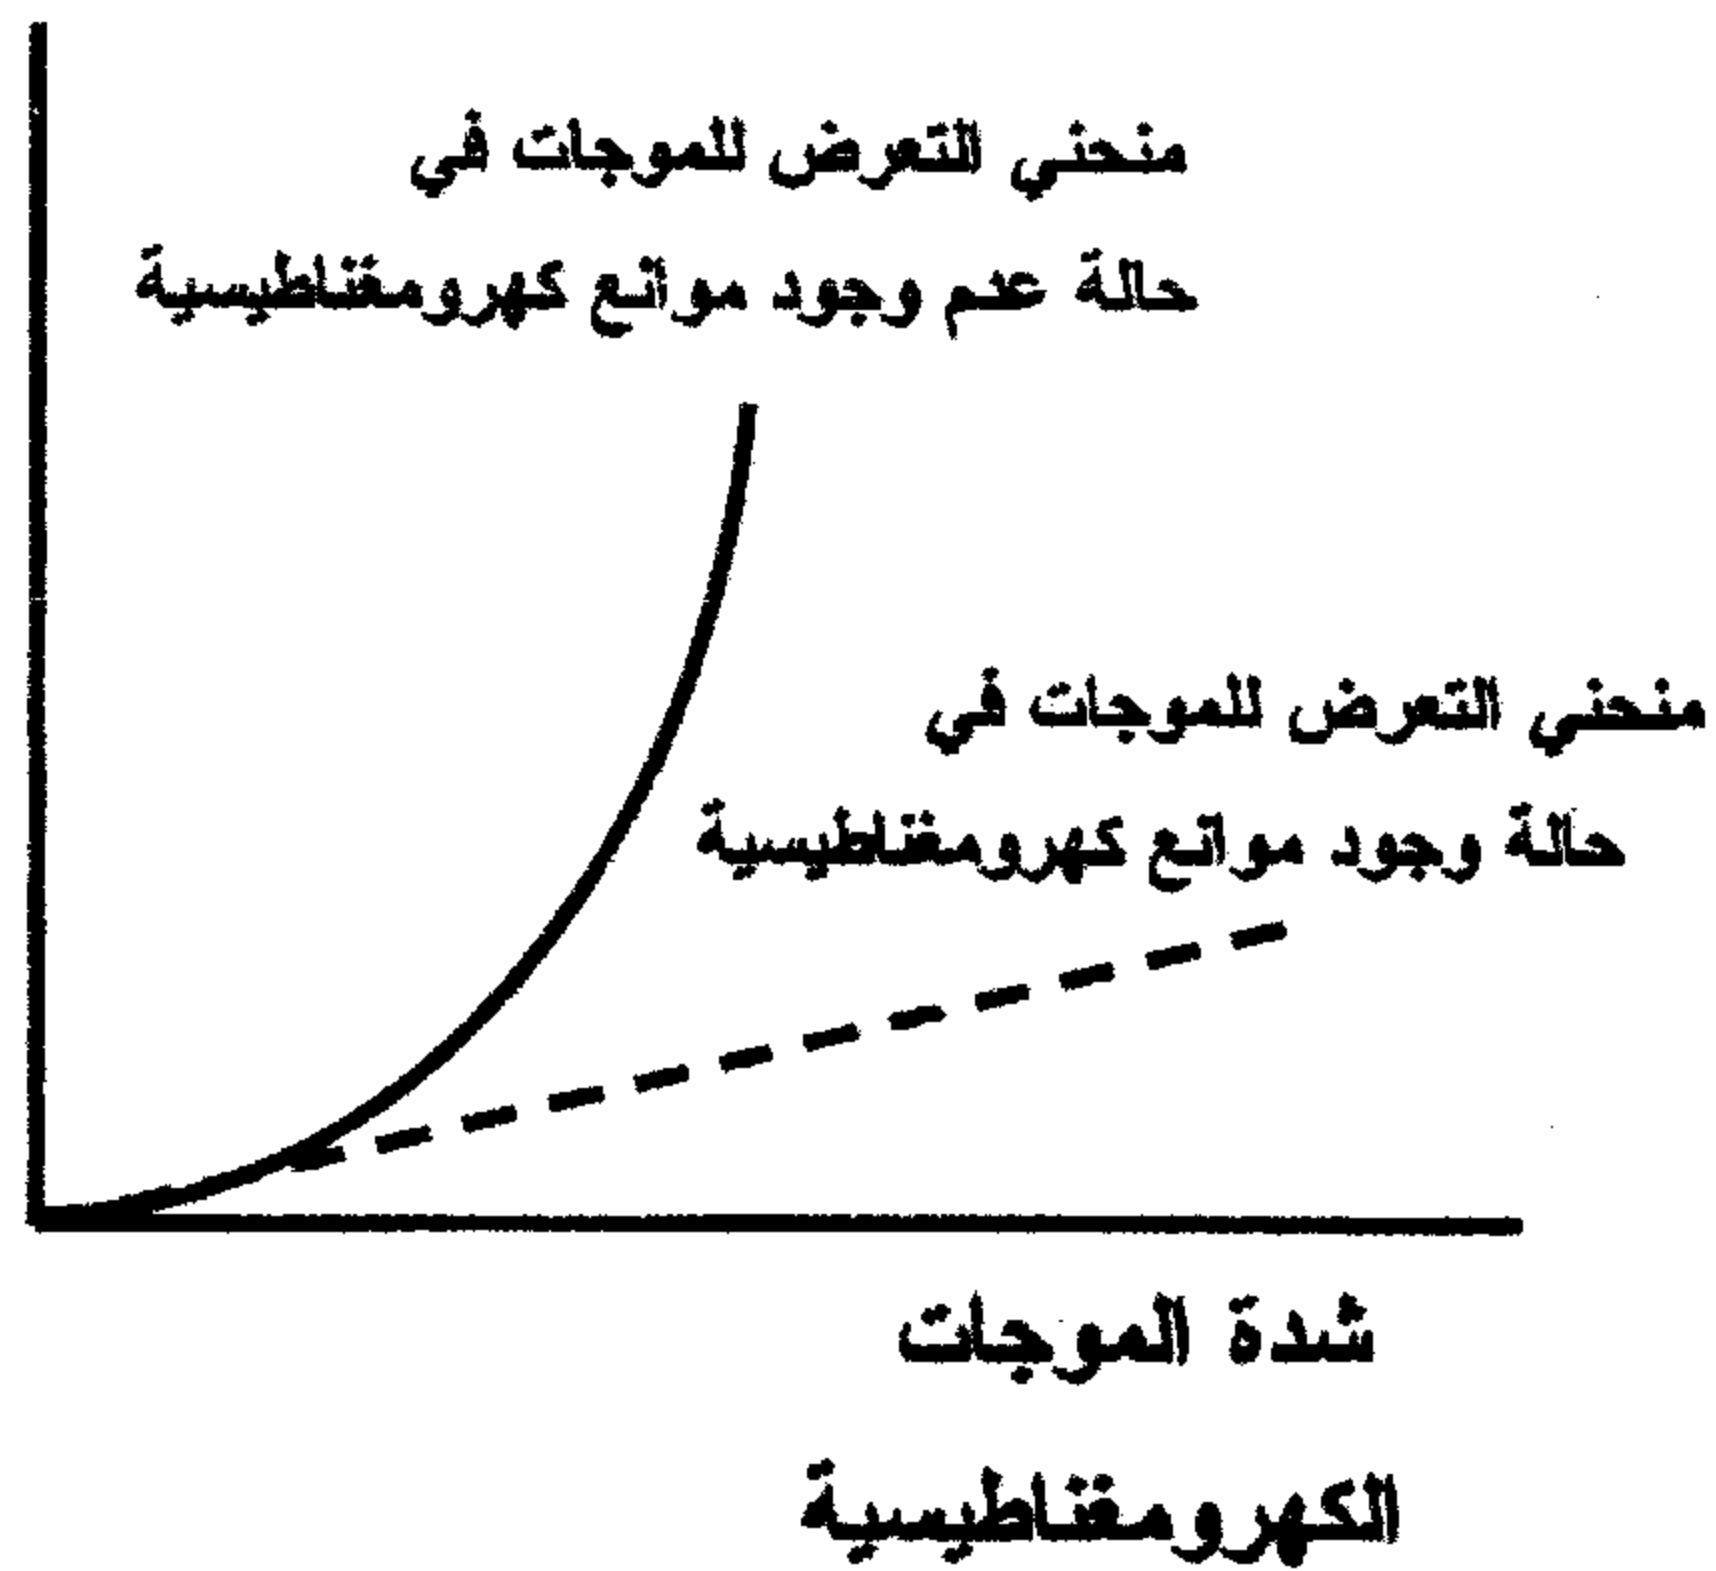 منحني التعرض للموجات في
حالة عدم وجود موانع كهرومغناطيسية
منحني التعرض للموجات في
حالة وجود موانع كهرومغناطيسية
شدة الموجات
الكهرومغناطيسية